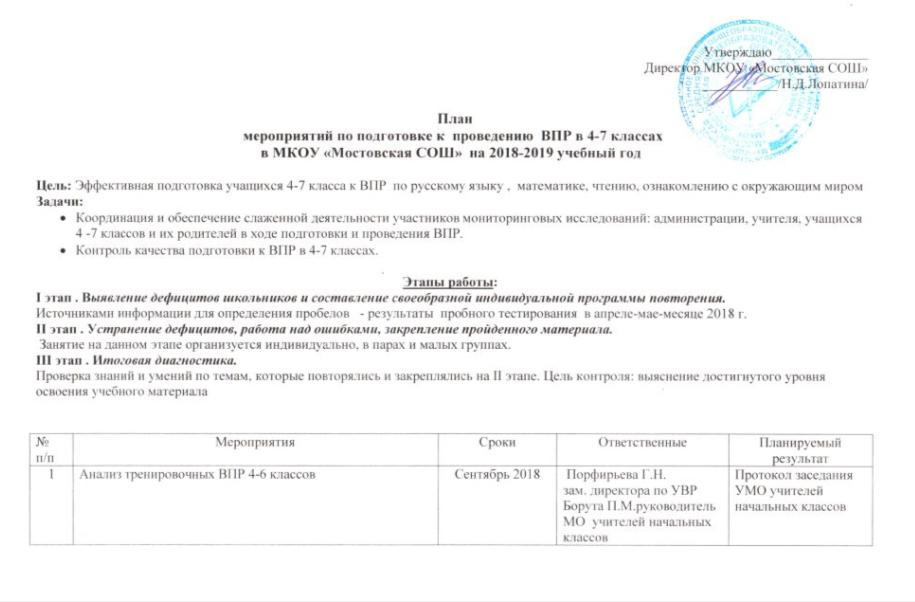 Утверждаю______________
Директор МКОУ «Мостовская СОШ»
___________/Н.Д.Лопатина/
План
мероприятий по подготовке к проведению ВПР в 4-7 классах
в МКОУ «Мостовская СОШ» на 2018-2019 учебный год
Цель: Эффективная подготовка учащихся 4-7 класса к ВПР по русскому языку , математике, чтению, ознакомлению с окружающим миром
Задачи:
• Координация и обеспечение слаженной деятельности участников мониторинговых исследований: администрации, учителя, учащихся
4 -7 классов и их родителей в ходе подготовки и проведения ВПР.
• Контроль качества подготовки к ВПР в 4-7 классах.
Этапы работы:
I этап . Выявление дефицитов школьников и составление своеобразной индивидуальной программы повторения.
Источниками информации для определения пробелов - результаты пробного тестирования в апреле-мае-месяце 2018 г.
II этап . Устранение дефицитов, работа над ошибками, закрепление пройденного материала.
Занятие на данном этапе организуется индивидуально, в парах и малых группах.
III этап . Итоговая диагностика.
Проверка знаний и умений по темам, которые повторялись и закреплялись на II этапе. Цель контроля: выяснение достигнутого уровня
освоения учебного материала
№ п/п Мероприятия Сроки Ответственные Планируемый результат
1 Анализ тренировочных ВПР 4-6 классов Сентябрь 2018
Порфирьева Г.Н.
зам. директора по УВР
Борута П.М.руководитель
МО учителей начальных
классов
Протокол заседания
УМО учителей
начальных классов